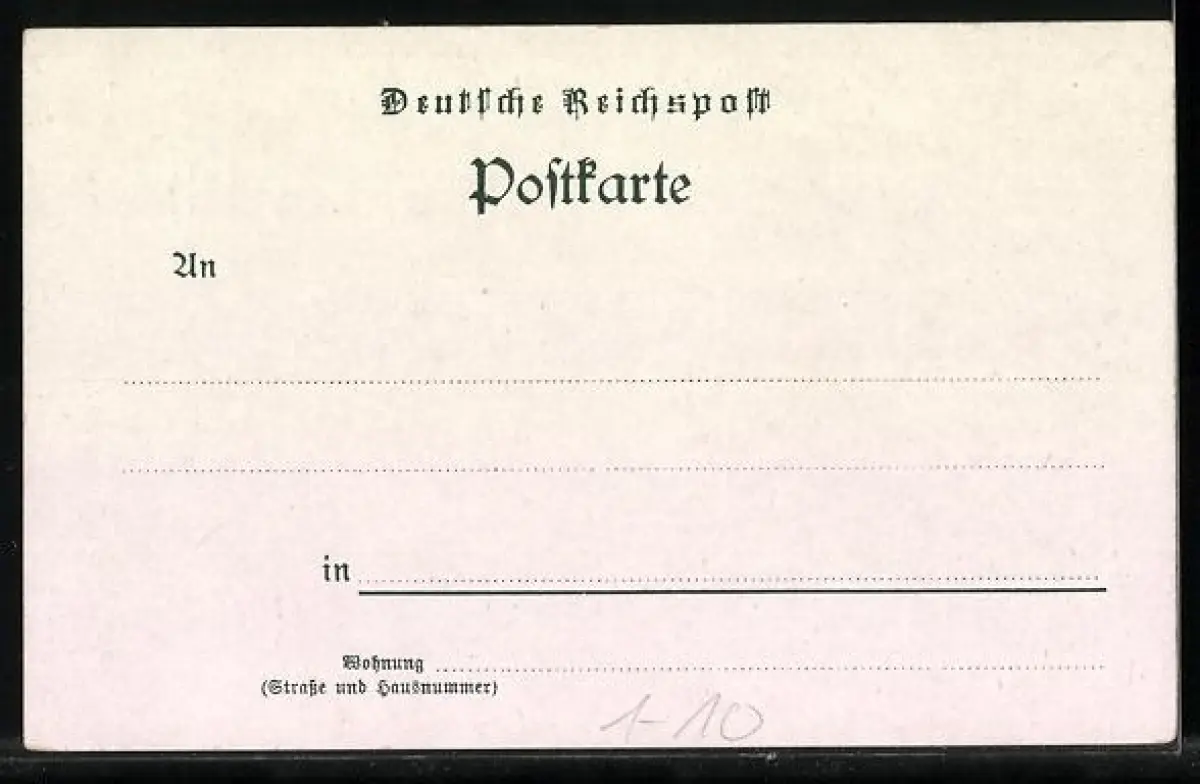 Deutſche Reichspoſt
Poſtkarte
An
in
Wohnung
(Straße und Hausnummer)
1-10